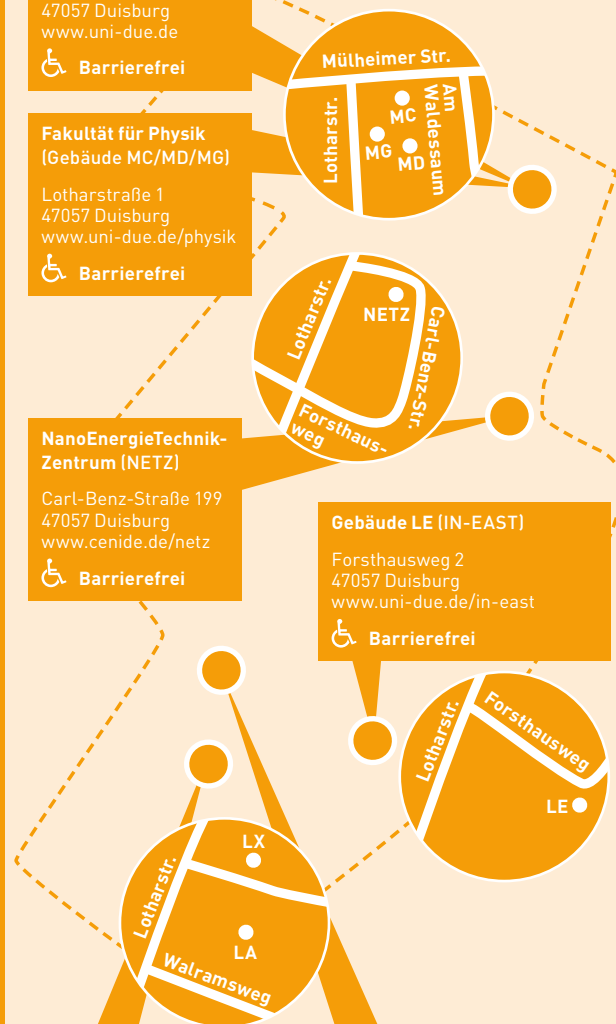 47057 Duisburg
www.uni-due.de
Barrierefrei
Mülheimer Str.
Lotharstr.
Am
Waldessaum
MC
MG
MD
Fakultät für Physik
(Gebäude MC/MD/MG)
Lotharstraße 1
47057 Duisburg
www.uni-due.de/physik
Barrierefrei
Lotharstr.
NETZ
Carl-Benz-Str.
Forsthaus-
weg
NanoEnergieTechnik-
Zentrum (NETZ)
Carl-Benz-Straße 199
47057 Duisburg
www.cenide.de/netz
Barrierefrei
Gebäude LE (IN-EAST)
Forsthausweg 2
47057 Duisburg
www.uni-due.de/in-east
Barrierefrei
Lotharstr.
Forsthausweg
LE
Lotharstr.
LX
LA
Walramsweg